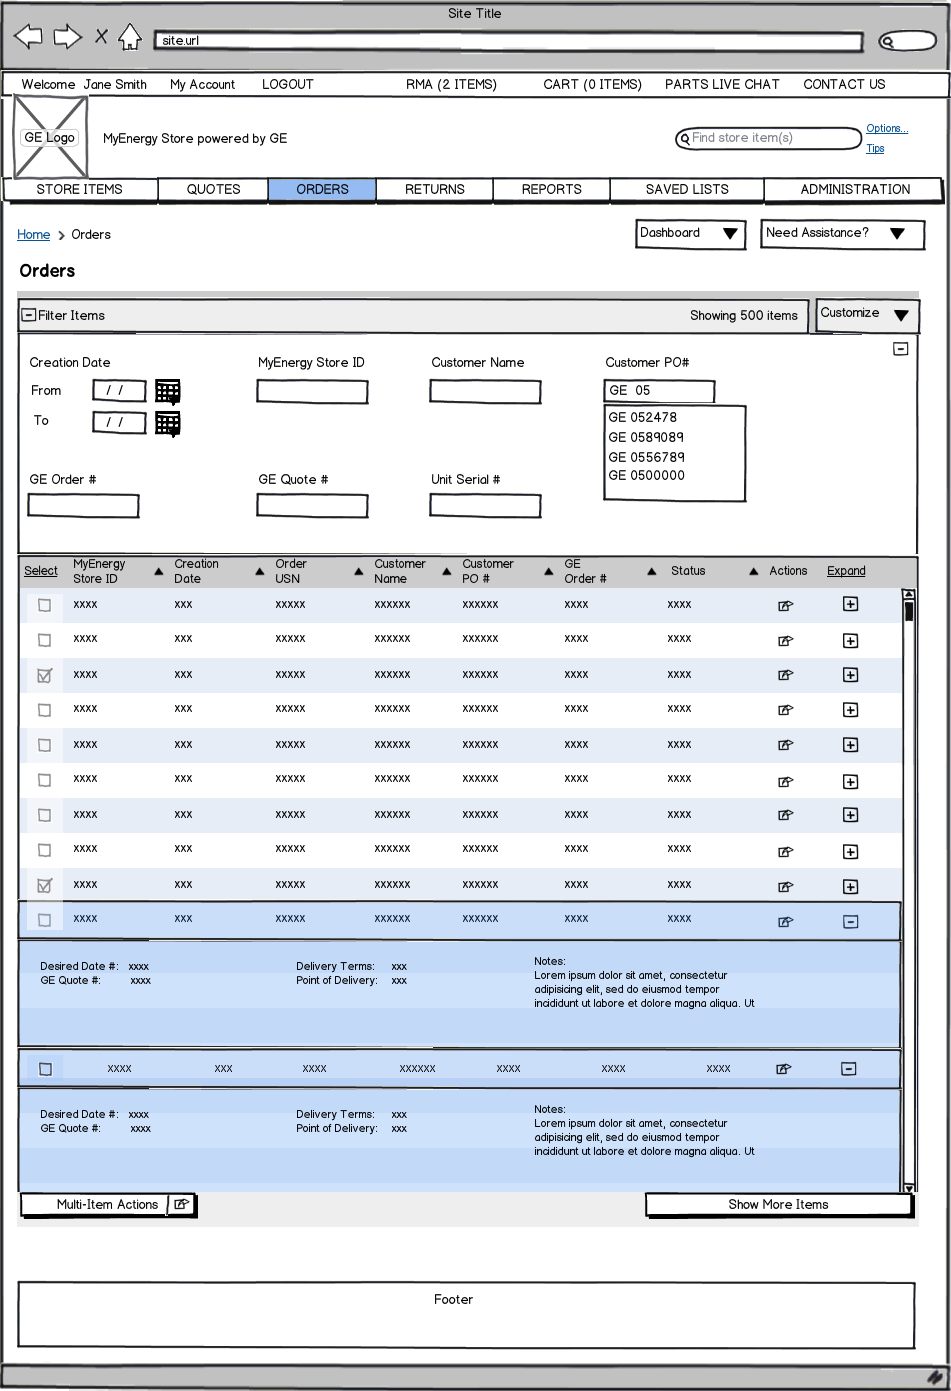 Site Title
site.url
Welcome Jane Smith My Account LOGOUT RMA (2 ITEMS) CART (0 ITEMS) PARTS LIVE CHAT CONTACT US
GE Logo MyEnergy Store powered by GE Find store item(s) Options...
Tips
STORE ITEMS QUOTES ORDERS RETURNS REPORTS SAVED LISTS ADMINISTRATION
Home > Orders Dashboard Need Assistance?
Orders
Filter Items Showing 500 items Customize
Creation Date MyEnergy Store ID Customer Name Customer PO#
From / / GE 05
To / / GE 052478
GE 0589089
GE 0556789
GE 0500000
GE Order # GE Quote # Unit Serial #
Select MyEnergy Store ID Creation Date Order USN Customer Name Customer PO # GE Order # Status Actions Expand
xxxx xxx xxxxx xxxxxx xxxxxx xxxx xxxx
xxxx xxx xxxxx xxxxxx xxxxxx xxxx xxxx
xxxx xxx xxxxx xxxxxx xxxxxx xxxx xxxx
xxxx xxx xxxxx xxxxxx xxxxxx xxxx xxxx
xxxx xxx xxxxx xxxxxx xxxxxx xxxx xxxx
xxxx xxx xxxxx xxxxxx xxxxxx xxxx xxxx
xxxx xxx xxxxx xxxxxx xxxxxx xxxx xxxx
xxxx xxx xxxxx xxxxxx xxxxxx xxxx xxxx
xxxx xxx xxxxx xxxxxx xxxxxx xxxx xxxx
xxxx xxx xxxxx xxxxxx xxxxxx xxxx xxxx
Desired Date #: xxxx Delivery Terms: xxx Notes:
GE Quote #: xxxx Point of Delivery: xxx Lorem ipsum dolor sit amet, consectetur
adipisicing elit, sed do eiusmod tempor
incididunt ut labore et dolore magna aliqua. Ut
xxxx xxx xxxx xxxxxx xxxx xxxx xxxx
Desired Date #: xxxx Delivery Terms: xxx Notes:
GE Quote #: xxxx Point of Delivery: xxx Lorem ipsum dolor sit amet, consectetur
adipisicing elit, sed do eiusmod tempor
incididunt ut labore et dolore magna aliqua. Ut
Multi-Item Actions Show More Items
Footer